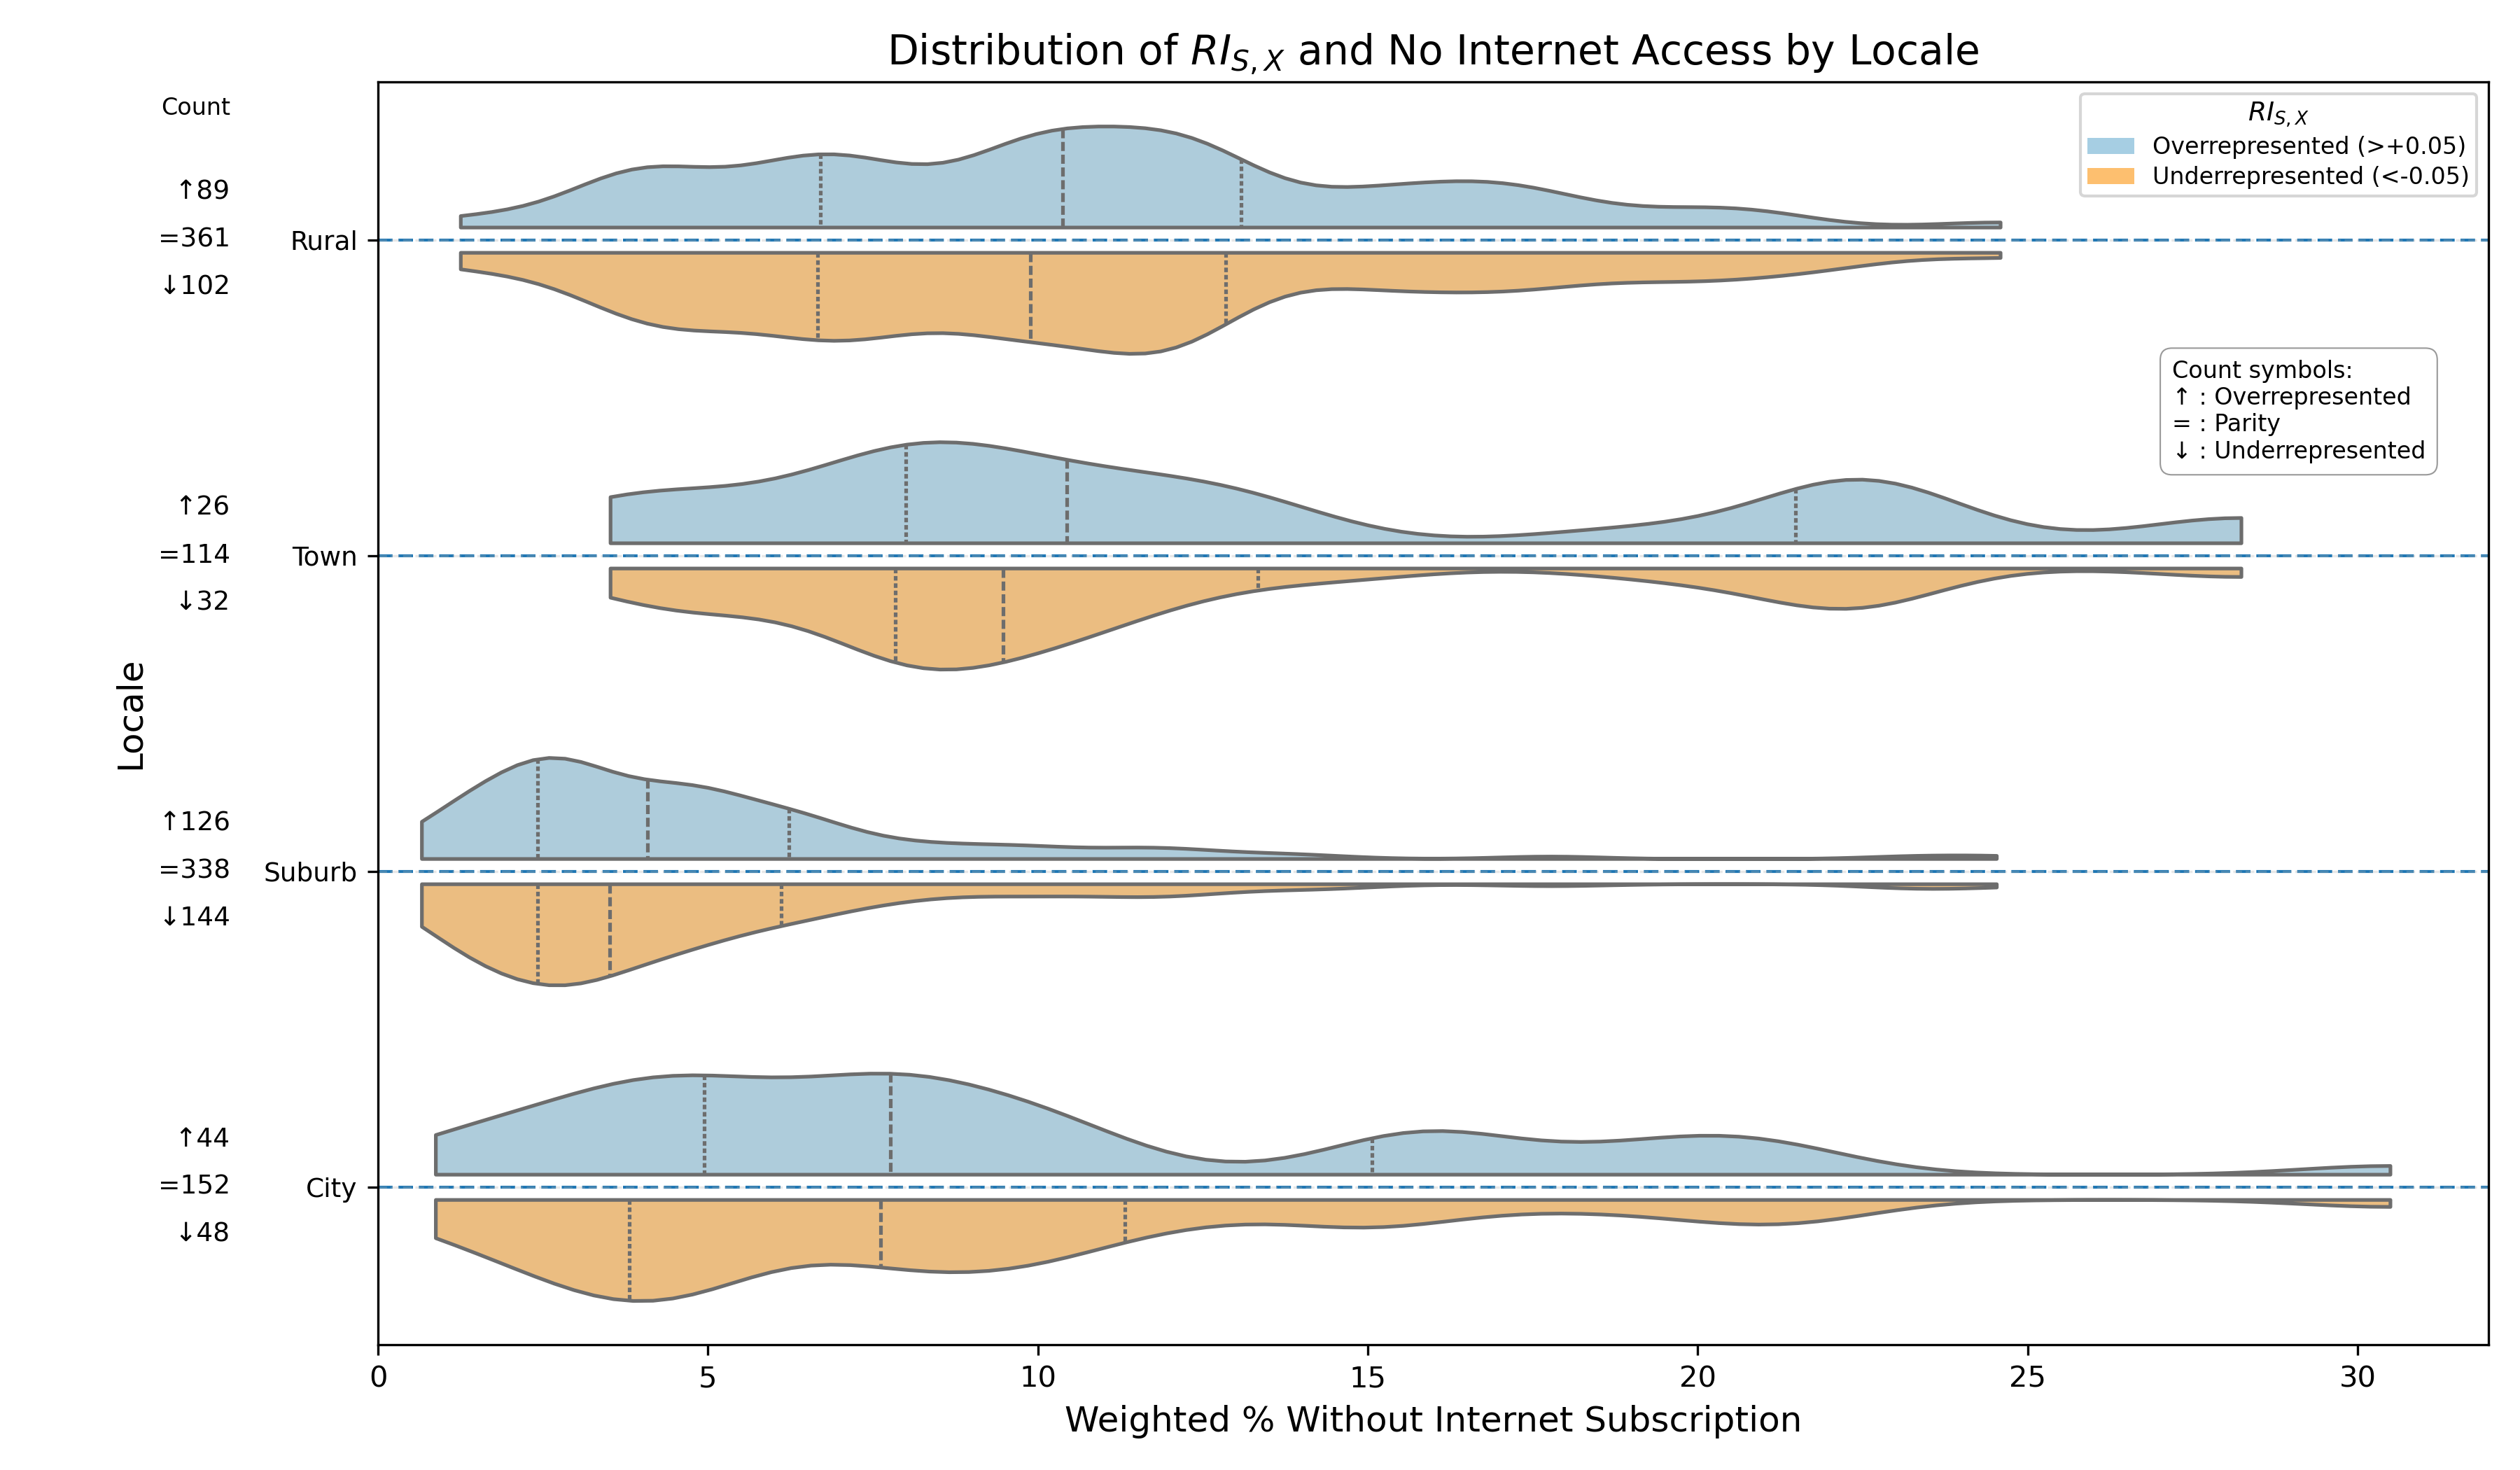 Distribution of RI_{S,X} and No Internet Access by Locale
Count
RI_{S,X}
Overrepresented (>+0.05)
Underrepresented (<-0.05)
↑89
=361
Rural
↓102
Count symbols:
↑ : Overrepresented
= : Parity
↓ : Underrepresented
↑26
=114
Town
↓32
Locale
↑126
=338
Suburb
↓144
↑44
=152
City
↓48
0 5 10 15 20 25 30
Weighted % Without Internet Subscription